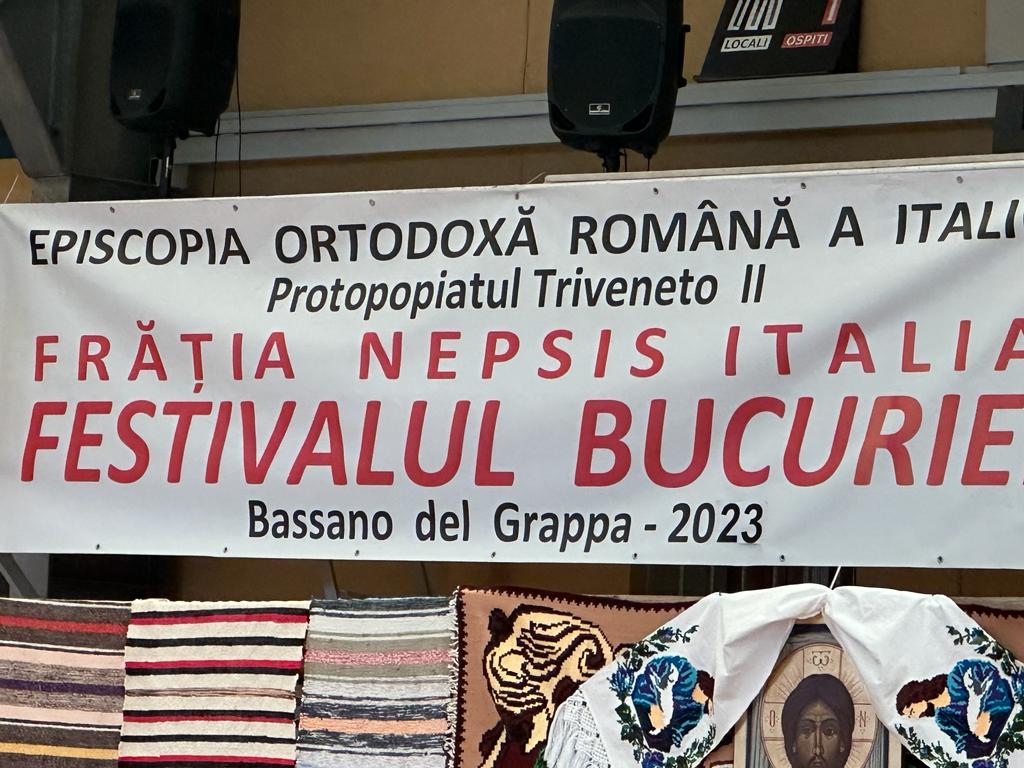 LOCALI OSPITI
EPISCOPIA ORTODOXĂ ROMÂNĂ A ITALI
Protopopiatul Triveneto II
FRĂȚIA NEPSIS ITALIA
FESTIVALUL BUCURIE
Bassano del Grappa - 2023